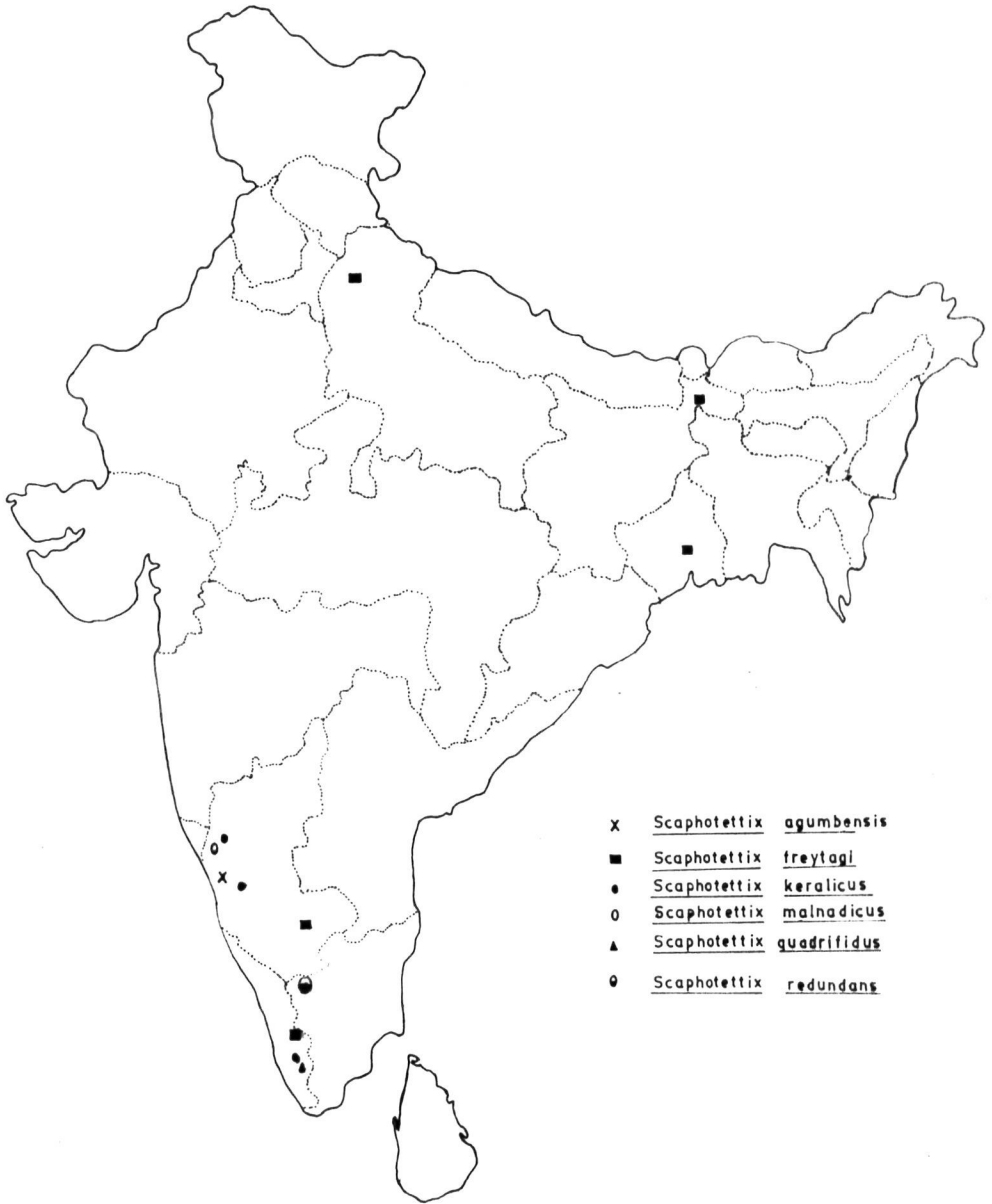 x Scaphotettix agumbensis
■ Scaphotettix freytagi
● Scaphotettix keralicus
o Scaphotettix malnadicus
▲ Scaphotettix quadrifidus
Scaphotettix redundans